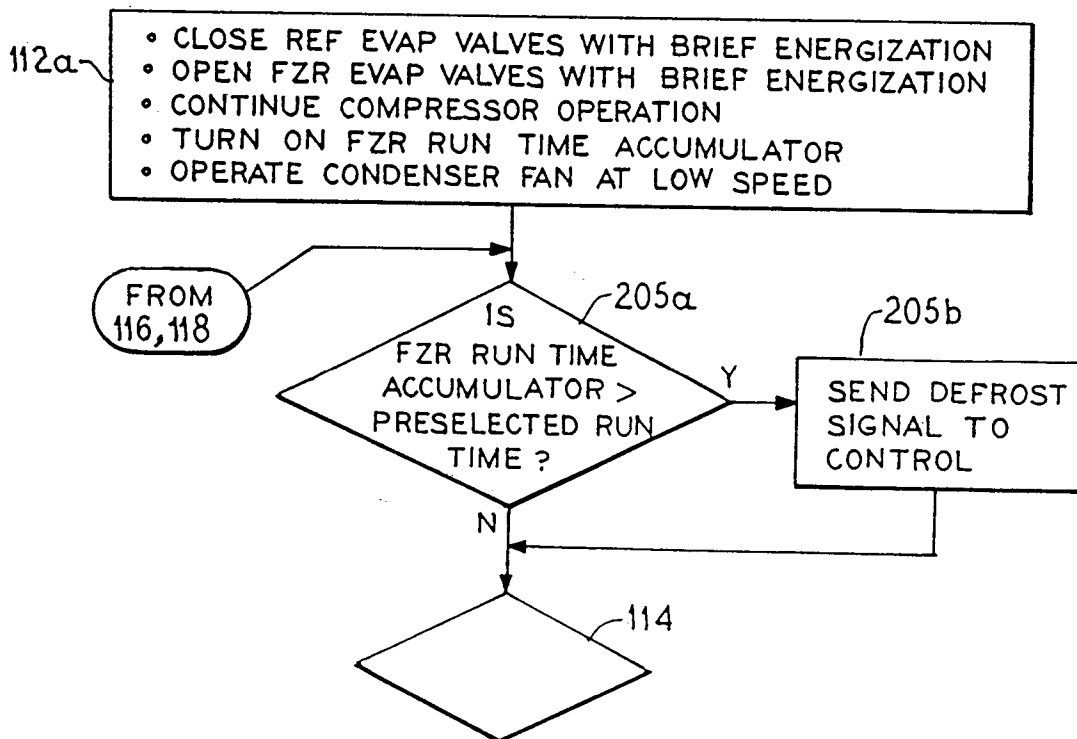 112a
• CLOSE REF EVAP VALVES WITH BRIEF ENERGIZATION
• OPEN FZR EVAP VALVES WITH BRIEF ENERGIZATION
• CONTINUE COMPRESSOR OPERATION
• TURN ON FZR RUN TIME ACCUMULATOR
• OPERATE CONDENSER FAN AT LOW SPEED
FROM
116,118
205a
IS
FZR RUN TIME
ACCUMULATOR >
PRESELECTED RUN
TIME ?
Y
N
205b
SEND DEFROST
SIGNAL TO
CONTROL
114